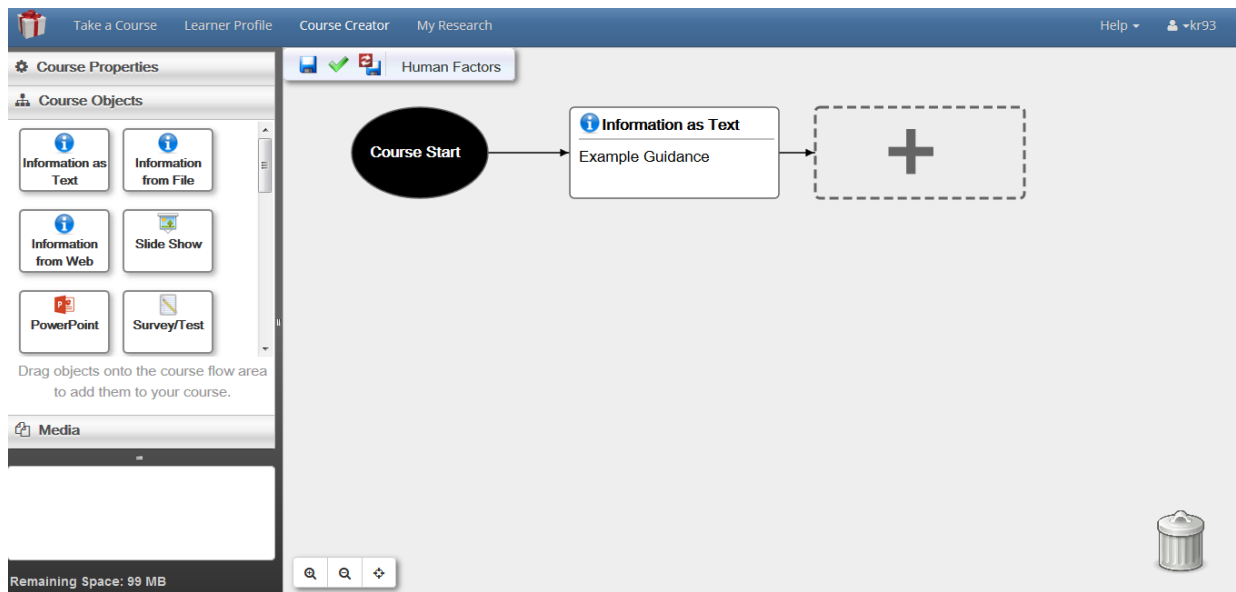 Take a Course Learner Profile Course Creator My Research Help kr93
Course Properties
Course Objects
Information as
Text
Information
from File
Information
from Web
Slide Show
PowerPoint
Survey/Test
Drag objects onto the course flow area
to add them to your course.
Media
Remaining Space: 99 MB
Human Factors
Course Start
Information as Text
Example Guidance